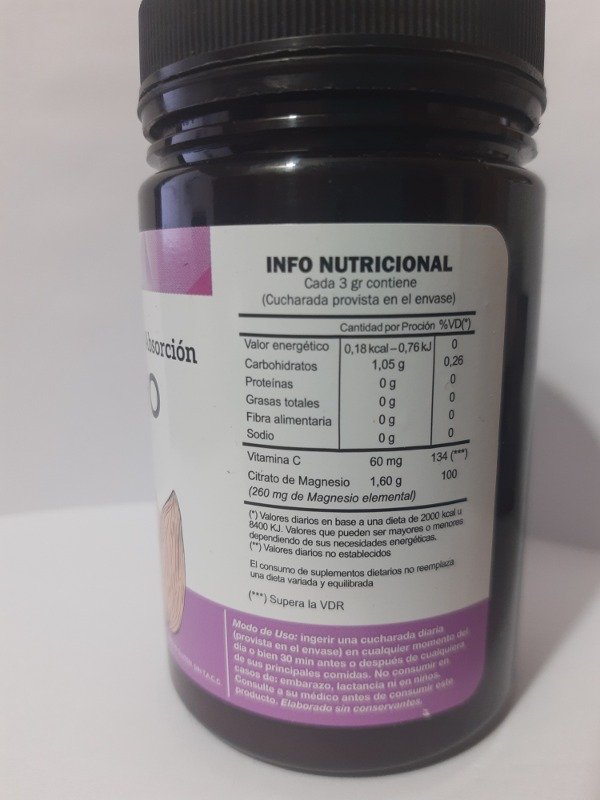 INFO NUTRICIONAL
Cada 3 gr contiene
(Cucharada provista en el envase)
Cantidad por Proción %VD(*)
Valor energético 0,18 kcal – 0,76 kJ 0
Carbohidratos 1,05 g 0,26
Proteínas 0 g 0
Grasas totales 0 g 0
Fibra alimentaria 0 g 0
Sodio 0 g 0
Vitamina C 60 mg 134 (***)
Citrato de Magnesio 1,60 g 100
(260 mg de Magnesio elemental)
(*) Valores diarios en base a una dieta de 2000 kcal u
8400 KJ. Valores que pueden ser mayores o menores
dependiendo de sus necesidades energéticas.
(**) Valores diarios no establecidos
El consumo de suplementos dietarios no reemplaza
una dieta variada y equilibrada
(***) Supera la VDR
Modo de Uso: ingerir una cucharada diaria
(provista en el envase) en cualquier momento del
día o bien 30 min antes o después de cualquiera
de sus principales comidas. No consumir en
casos de: embarazo, lactancia ni en niños.
Consulte a su médico antes de consumir este
producto. Elaborado sin conservantes.
bsorción
O